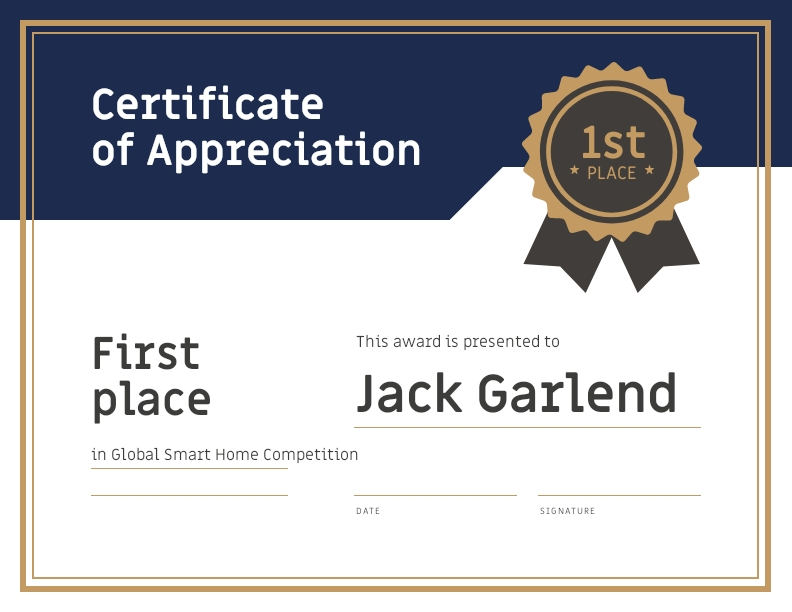 Certificate
of Appreciation
1st
★ PLACE ★
First
place
in Global Smart Home Competition
This award is presented to
Jack Garlend
DATE
SIGNATURE